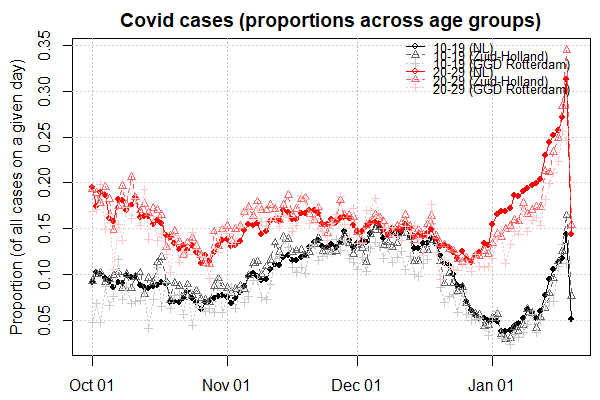 Covid cases (proportions across age groups)
Proportion (of all cases on a given day)
0.35
0.30
0.25
0.20
0.15
0.10
0.05
10-19 (NL)
10-19 (Zuid-Holland)
10-19 (GGD Rotterdam)
20-29 (NL)
20-29 (Zuid-Holland)
20-29 (GGD Rotterdam)
Oct 01 Nov 01 Dec 01 Jan 01